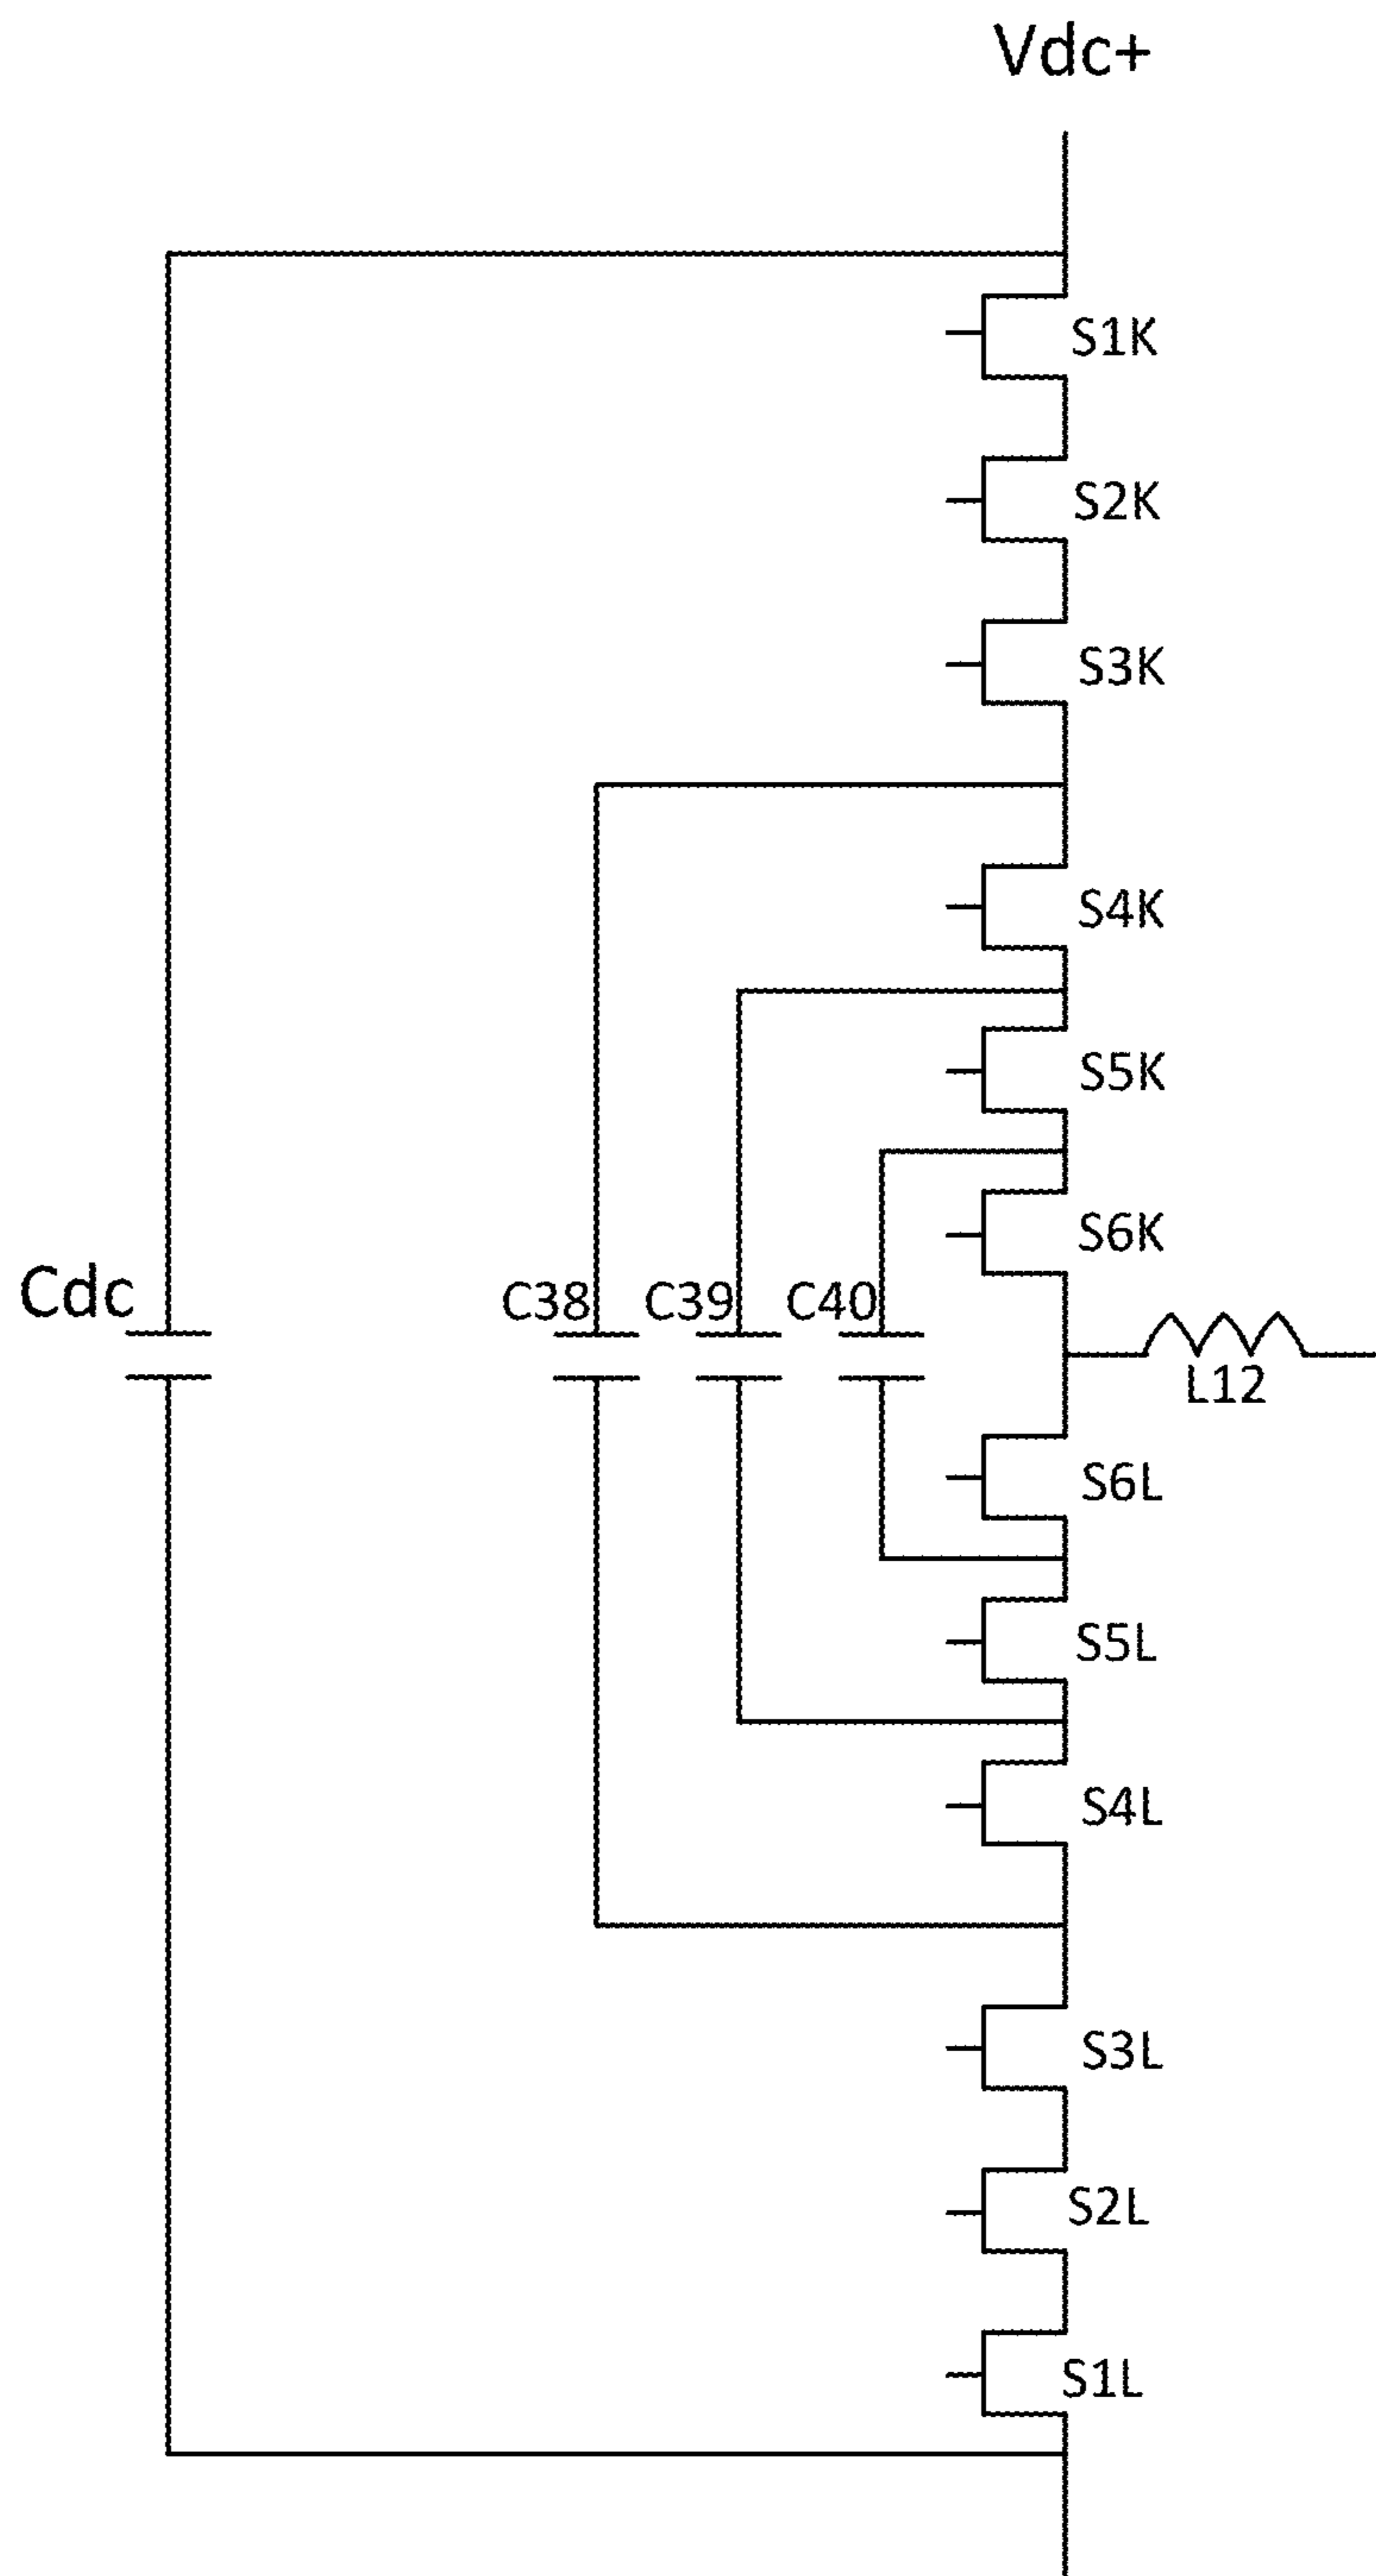 Vdc+
S1K
S2K
S3K
S4K
S5K
S6K
Cdc
C38
C39
C40
L12
S6L
S5L
S4L
S3L
S2L
S1L